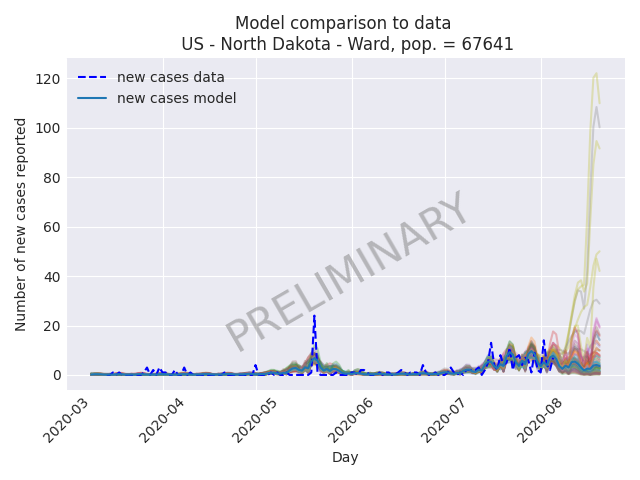 Model comparison to data
US - North Dakota - Ward, pop. = 67641
new cases data
new cases model
120
100
80
60
40
20
0
Number of new cases reported
PRELIMINARY
2020-03
2020-04
2020-05
2020-06
2020-07
2020-08
Day